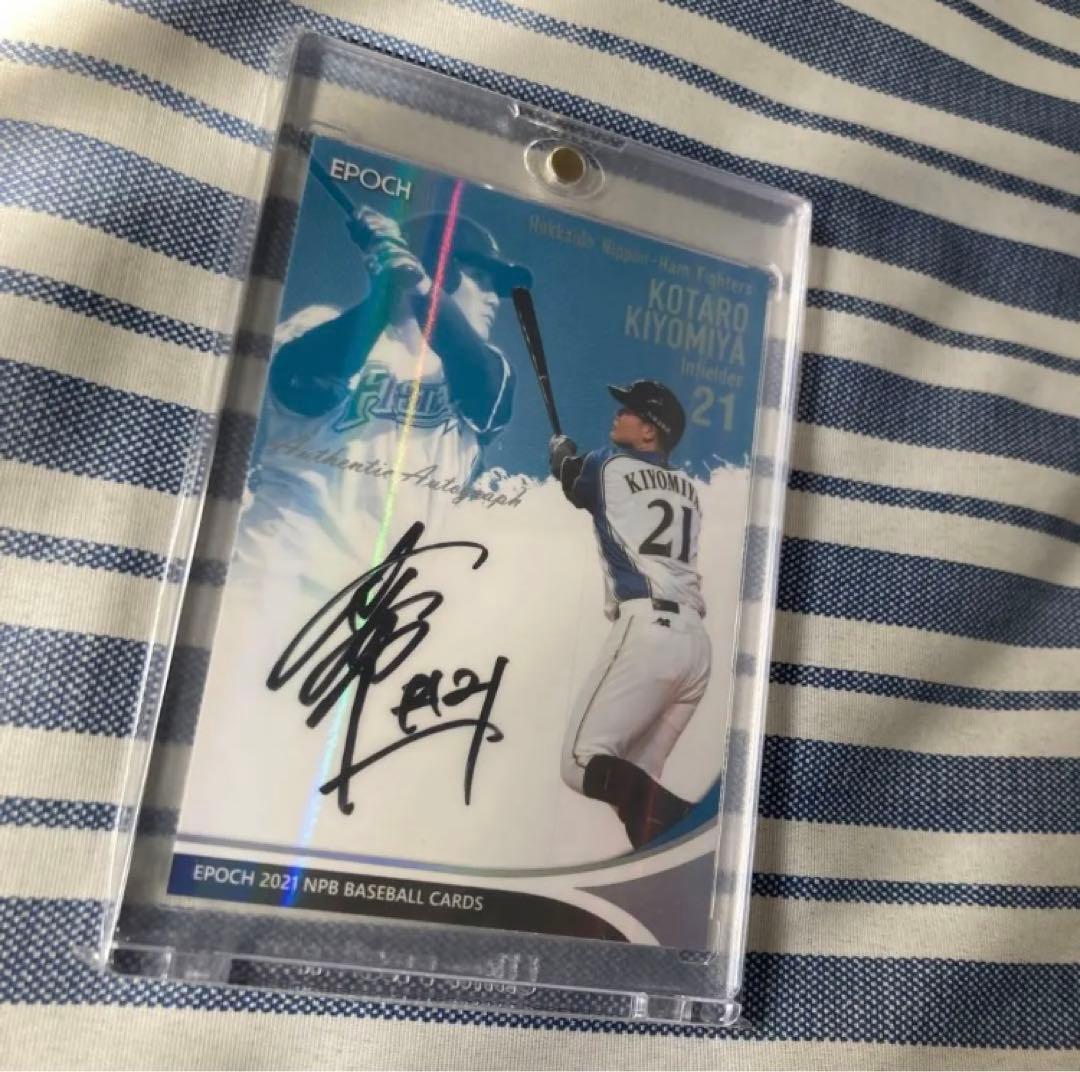 EPOCH
Hokkaido Nippon-Ham Fighters
KOTARO
KIYOMIYA
Infielder
21
Authentic Autograph
KIYOMIYA
21
EPOCH 2021 NPB BASEBALL CARDS